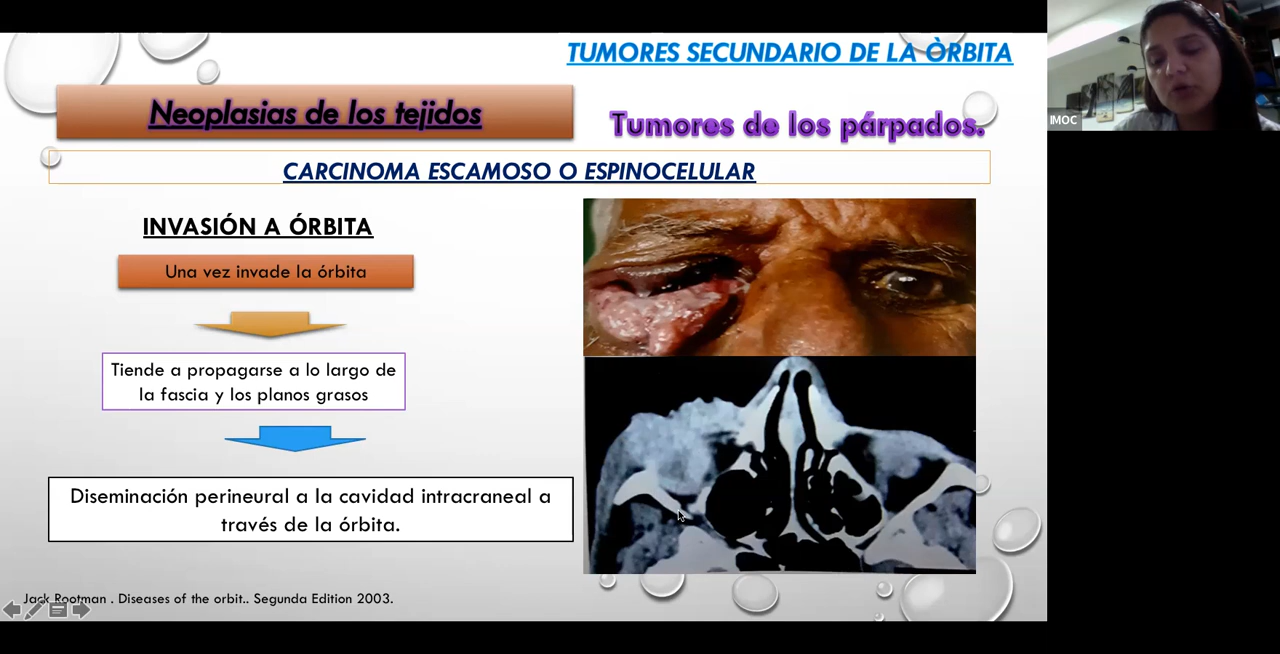 TUMORES SECUNDARIO DE LA ÒRBITA
Neoplasias de los tejidos
Tumores de los párpados.
IMOC
CARCINOMA ESCAMOSO O ESPINOCELULAR
INVASIÓN A ÓRBITA
Una vez invade la órbita
Tiende a propagarse a lo largo de
la fascia y los planos grasos
Diseminación perineural a la cavidad intracraneal a
través de la órbita.
Jack Rootman . Diseases of the orbit.. Segunda Edition 2003.